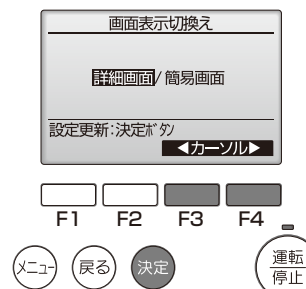 画面表示切換え
詳細画面/簡易画面
設定更新:決定ボタン
◀カーソル▶
F1 F2 F3 F4
メニュー 戻る 決定 運転
停止